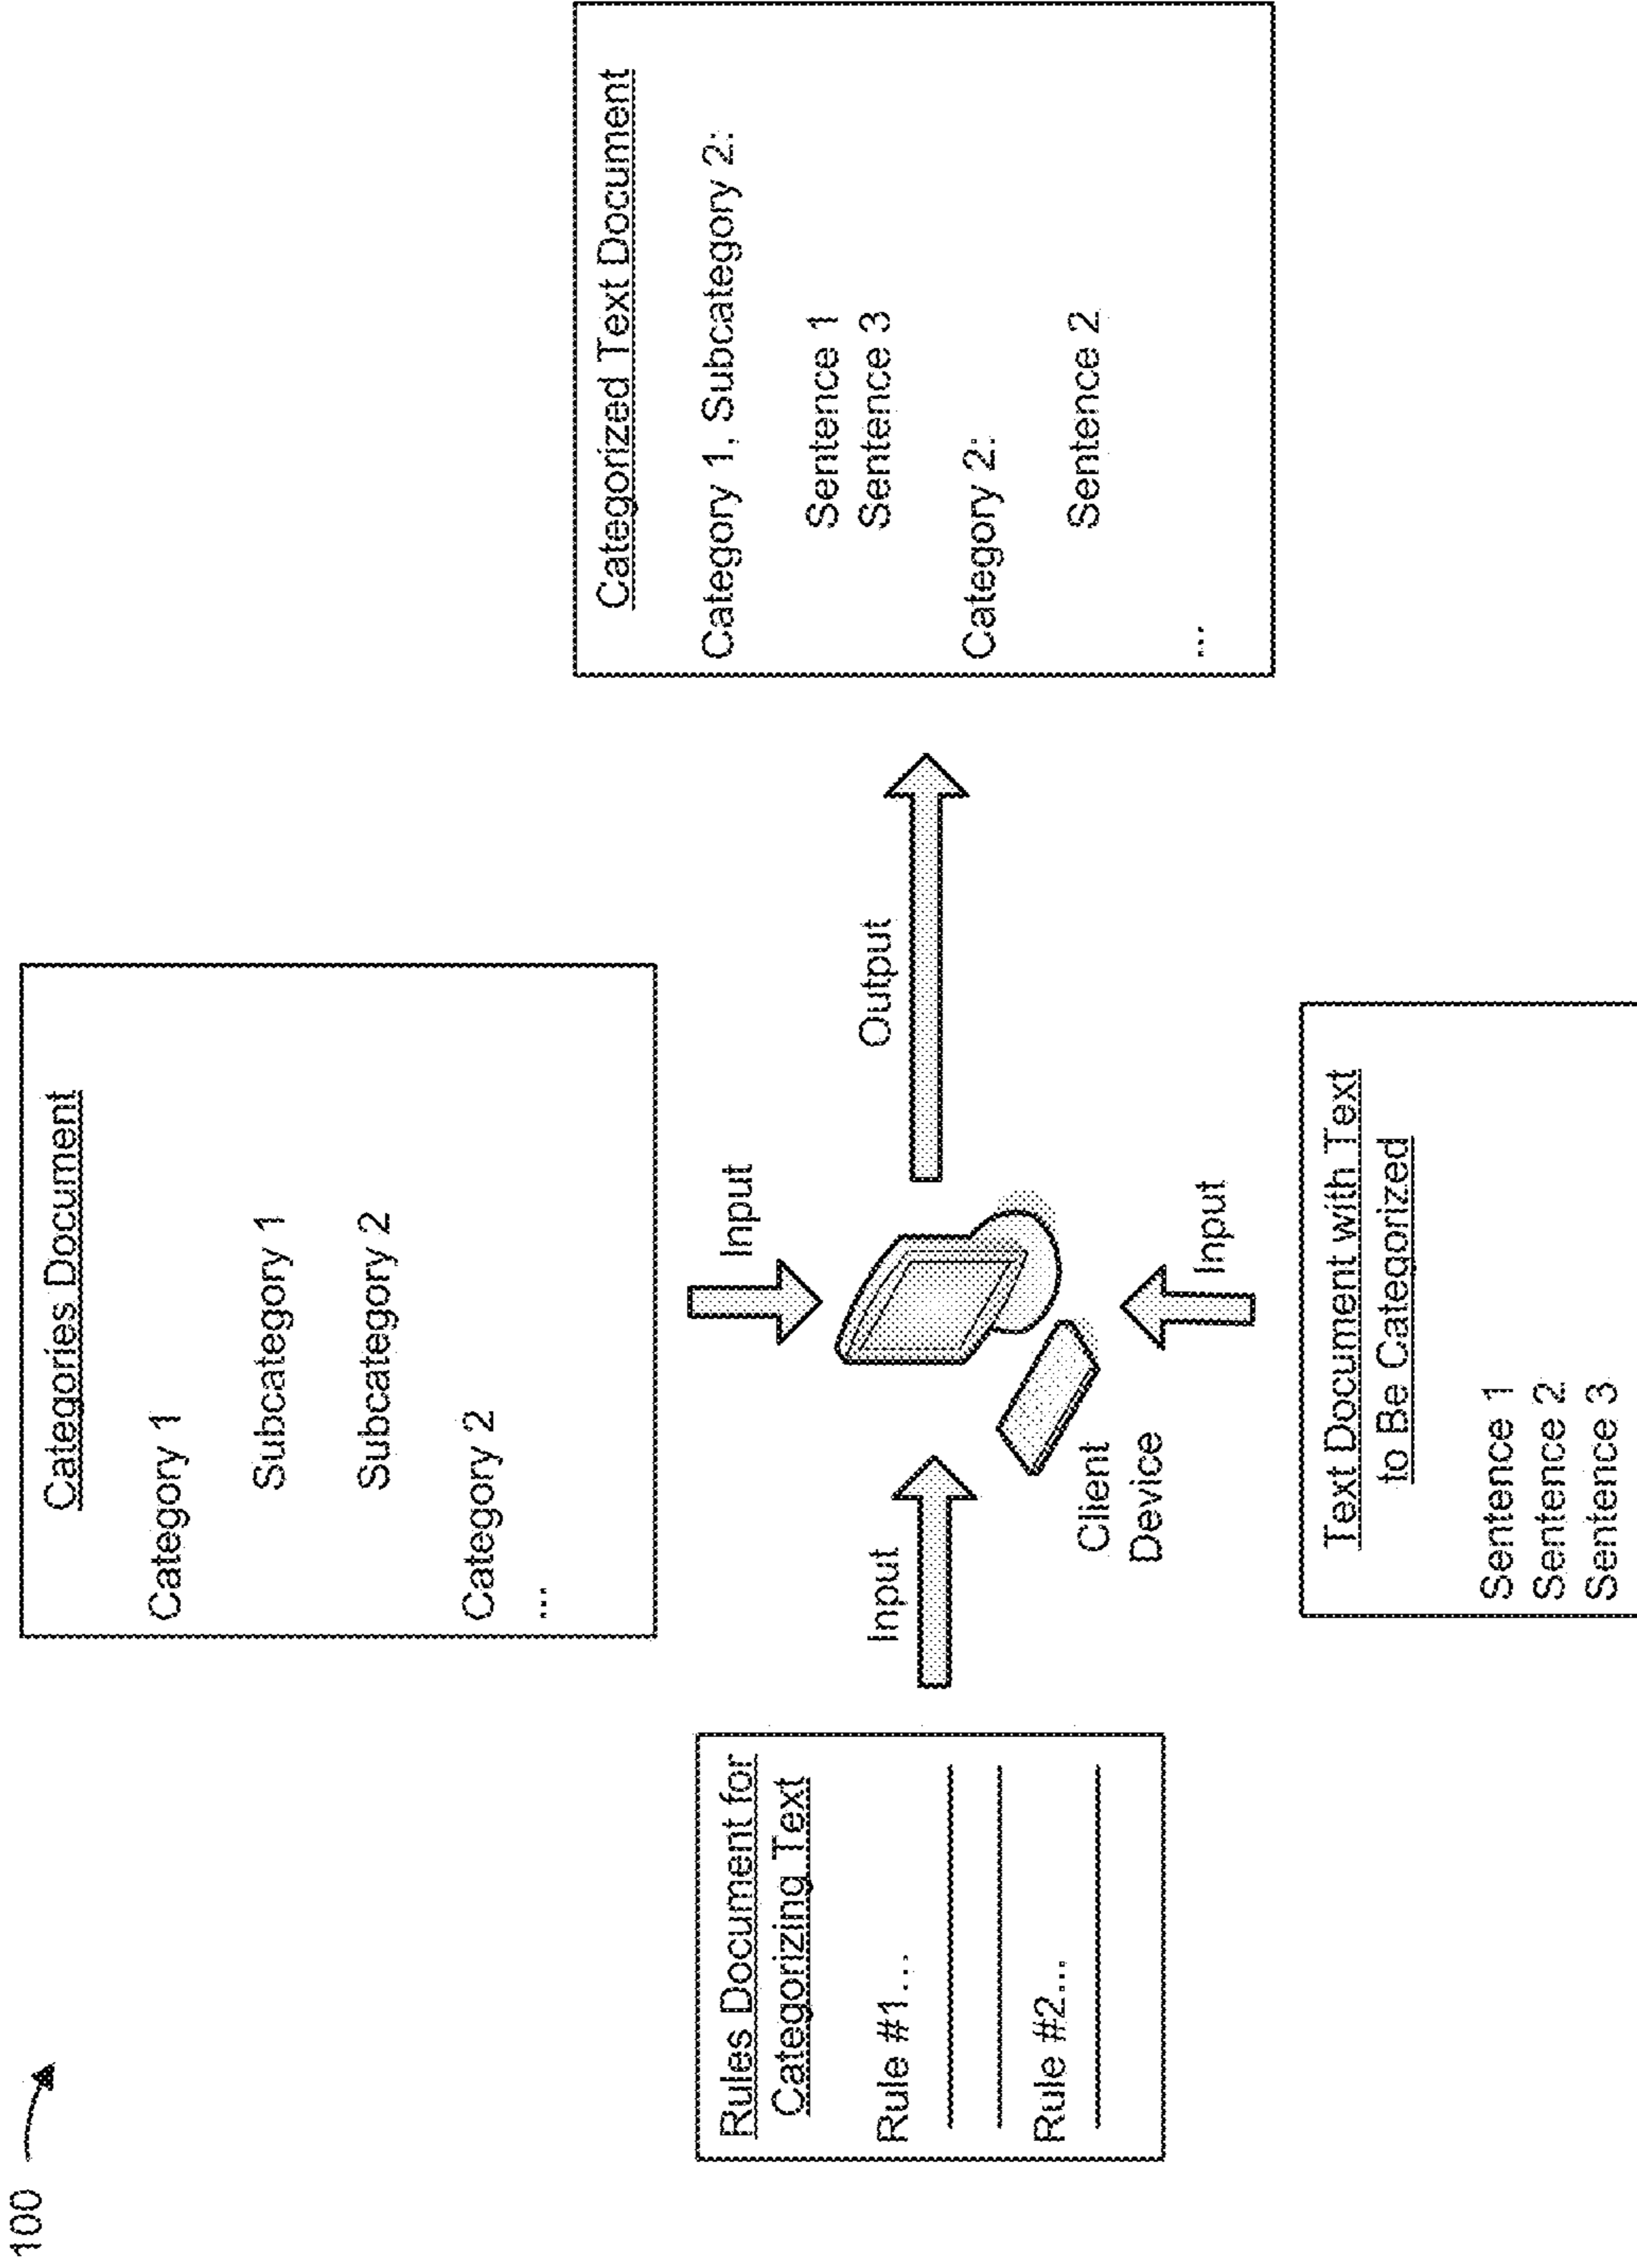 100
Categories Document
Category 1
Subcategory 1
Subcategory 2
Category 2
...
Rules Document for
Categorizing Text
Rule #1...
Rule #2...
Input
Input
Client
Device
Input
Output
Text Document with Text
to Be Categorized
Sentence 1
Sentence 2
Sentence 3
Categorized Text Document
Category 1, Subcategory 2:
Sentence 1
Sentence 3
Category 2:
Sentence 2
...